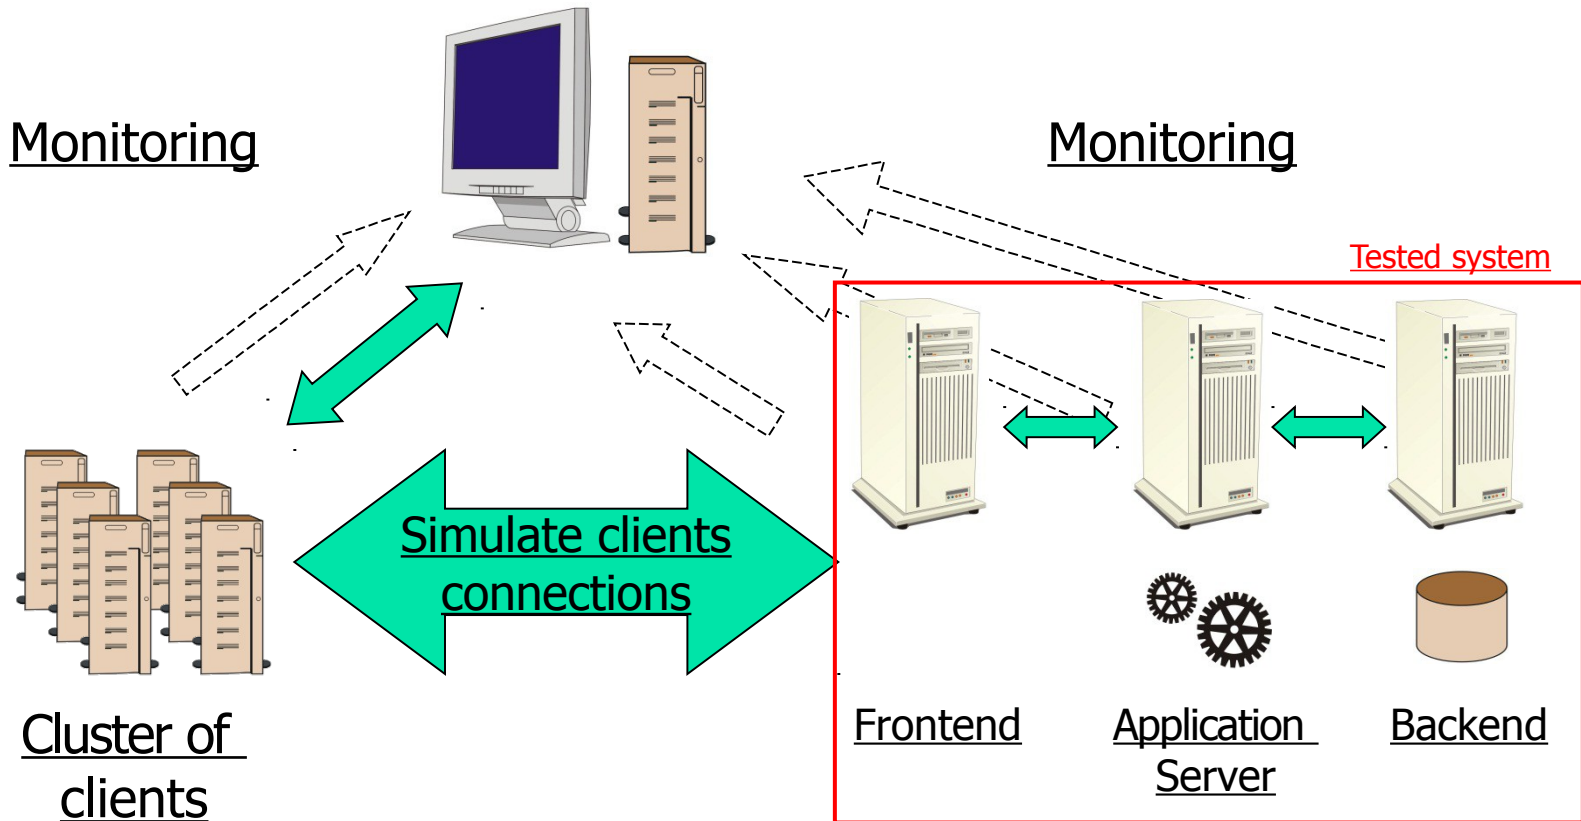 Monitoring
Monitoring
Tested system
Simulate clients
connections
Cluster of
clients
Frontend
Application
Server
Backend